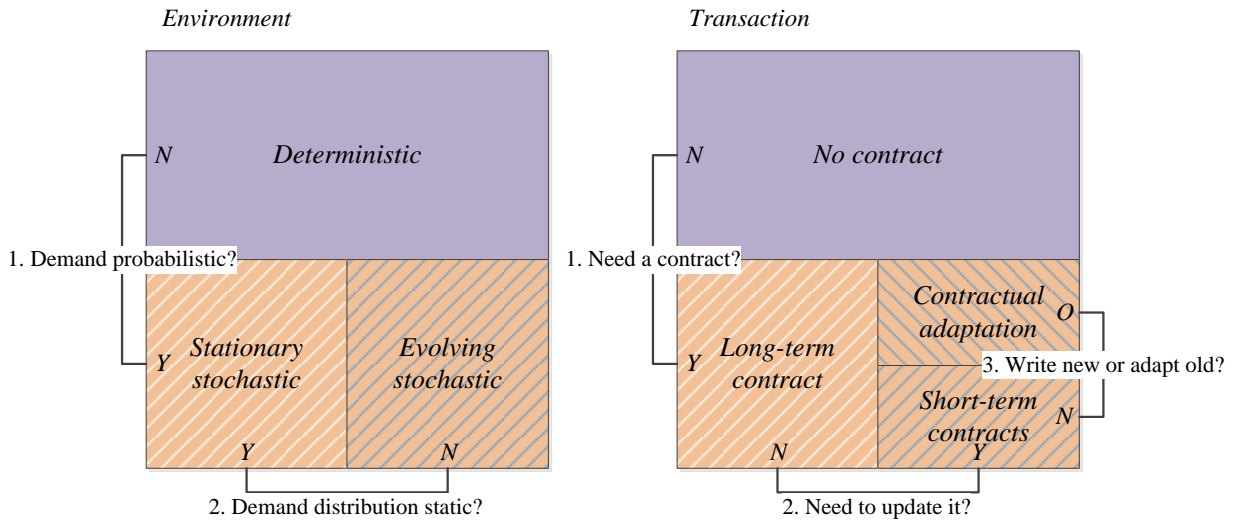 Environment
N
Deterministic
1. Demand probabilistic?
Y
Stationary
stochastic
Evolving
stochastic
Y
N
2. Demand distribution static?
Transaction
N
No contract
1. Need a contract?
Contractual
adaptation
O
Y
Long-term
contract
3. Write new or adapt old?
Short-term
contracts
N
N
Y
2. Need to update it?